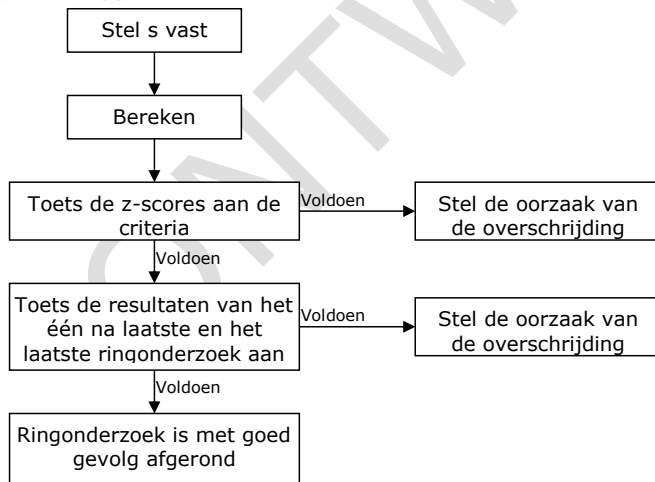 Stel s vast
Bereken
Toets de z-scores aan de
criteria
Voldoen
Stel de oorzaak van
de overschrijding
Voldoen
Toets de resultaten van het
één na laatste en het
laatste ringonderzoek aan
Voldoen
Stel de oorzaak van
de overschrijding
Voldoen
Ringonderzoek is met goed
gevolg afgerond